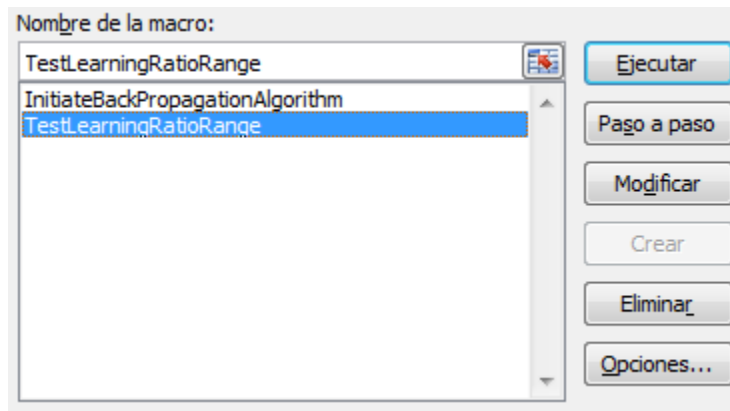 Nombre de la macro:
TestLearningRatioRange
InitiateBackPropagationAlgorithm
TestLearningRatioRange
Ejecutar
Paso a paso
Modificar
Crear
Eliminar
Opciones...